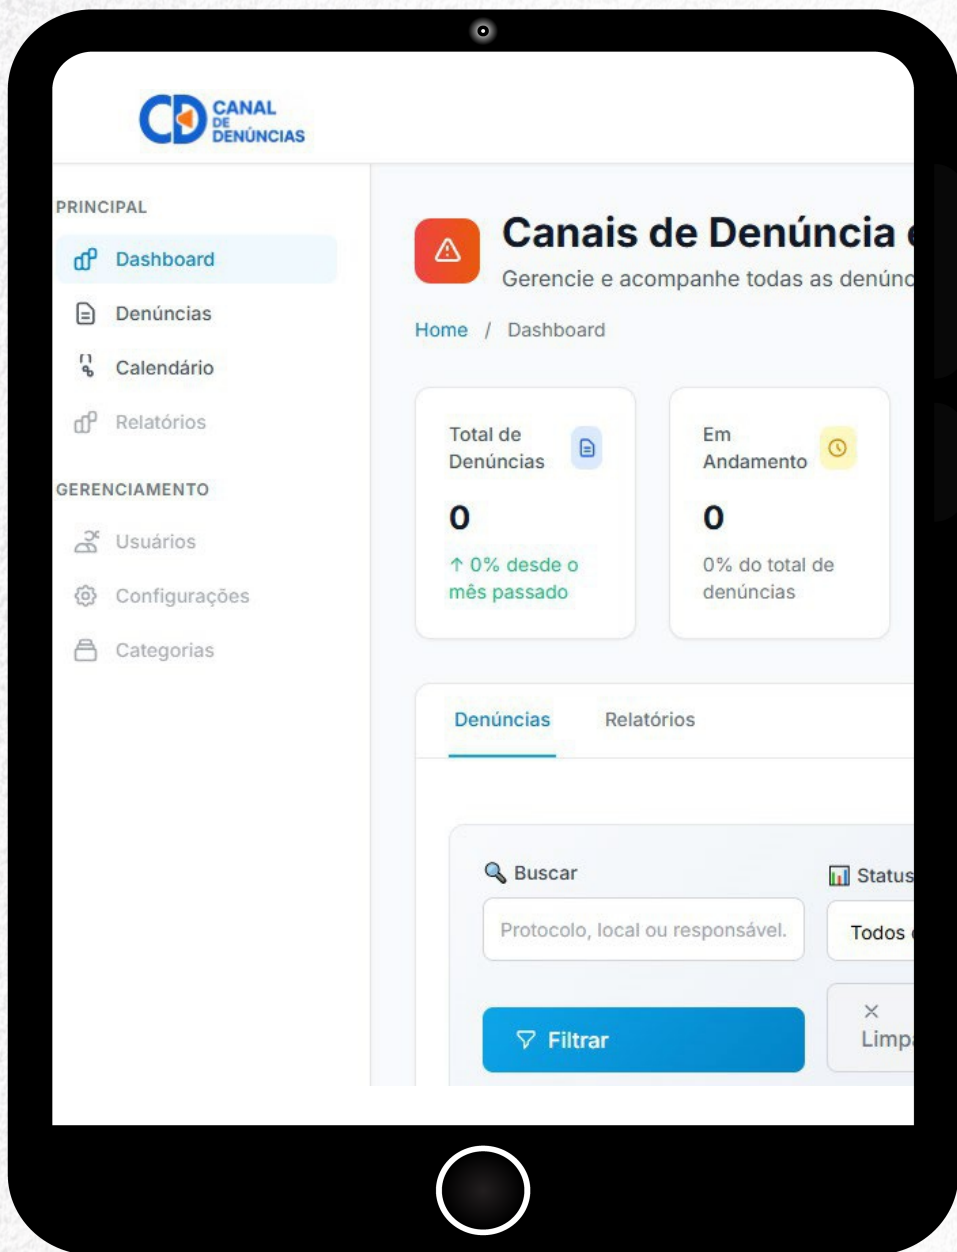 CANAL
DE
DENÚNCIAS
PRINCIPAL
Dashboard
Denúncias
Calendário
Relatórios
GERENCIAMENTO
Usuários
Configurações
Categorias
Canais de Denúncia
Gerencie e acompanhe todas as
Home / Dashboard
Total de
Denúncias
0
↑ 0% desde o
mês passado
Em
Andamento
0
0% do total de
denúncias
Denúncias Relatórios
Buscar
Protocolo, local ou responsável.
Filtrar
Status
Todos